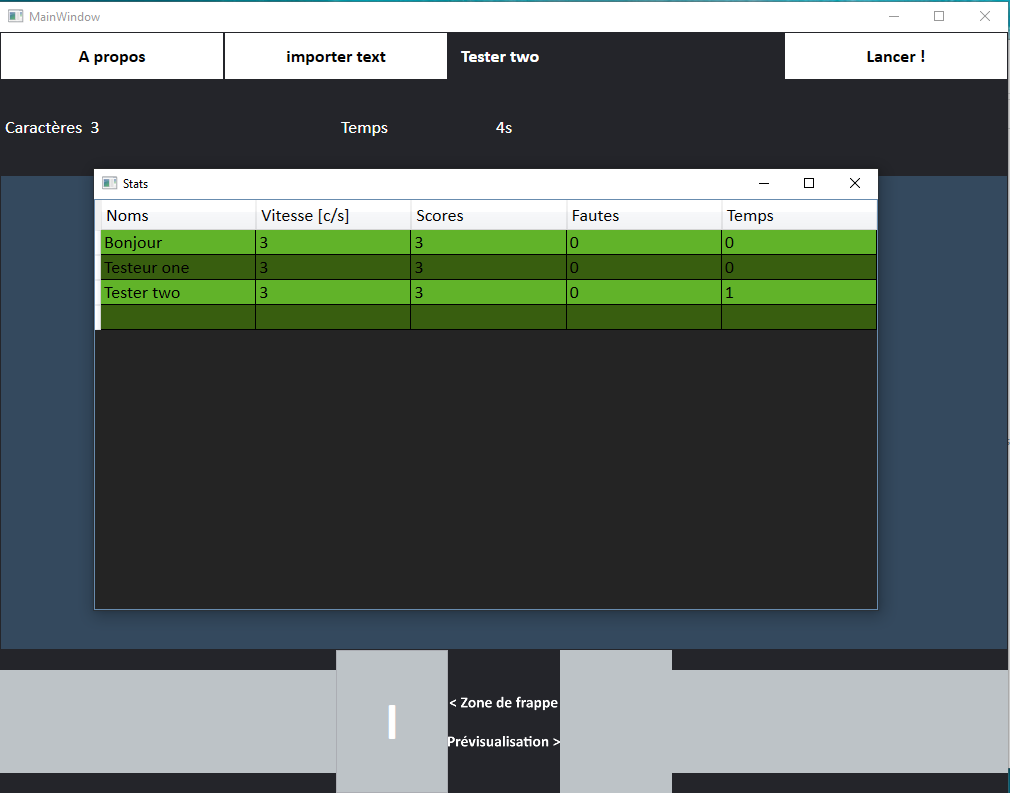 MainWindow
A propos importer text Tester two Lancer !
Caractères 3 Temps 4s
Stats
Noms Vitesse [c/s] Scores Fautes Temps
Bonjour 3 3 0 0
Testeur one 3 3 0 0
Tester two 3 3 0 1
< Zone de frappe
Prévisualisation >